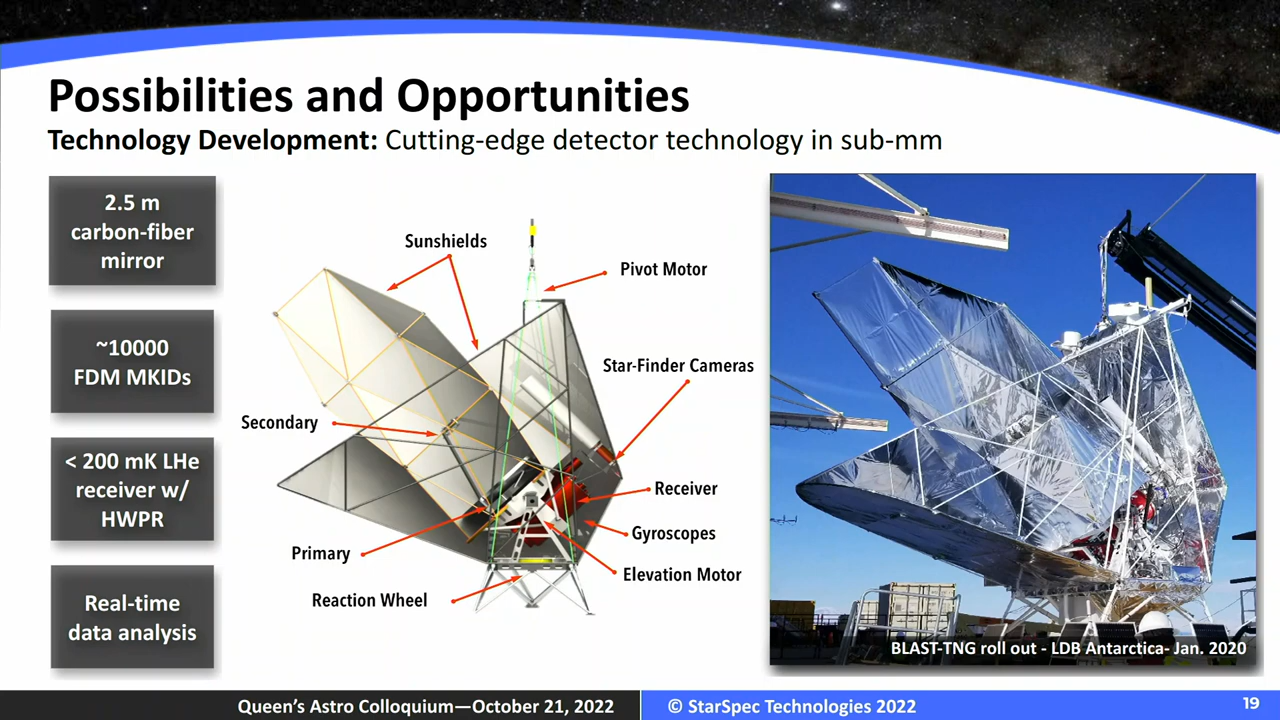 Possibilities and Opportunities
Technology Development: Cutting-edge detector technology in sub-mm
2.5 m
carbon-fiber
mirror
~10000
FDM MKIDs
< 200 mK LHe
receiver w/
HWPR
Real-time
data analysis
Sunshields
Pivot Motor
Star-Finder Cameras
Secondary
Receiver
Gyroscopes
Primary
Elevation Motor
Reaction Wheel
BLAST-TNG roll out - LDB Antarctica- Jan. 2020
Queen's Astro Colloquium—October 21, 2022
© StarSpec Technologies 2022
19